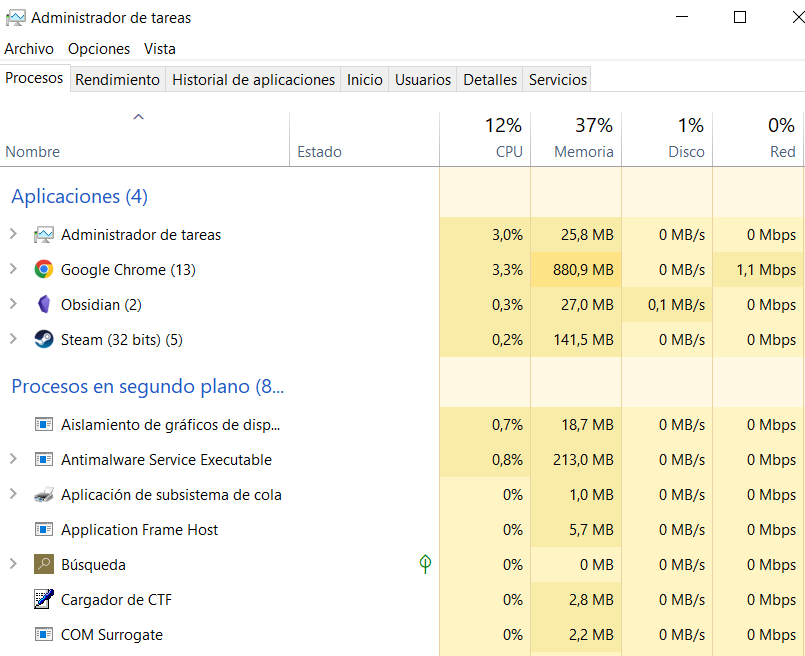 Administrador de tareas
Archivo Opciones Vista
Procesos Rendimiento Historial de aplicaciones Inicio Usuarios Detalles Servicios
12% 37% 1% 0%
Nombre Estado CPU Memoria Disco Red
Aplicaciones (4)
Administrador de tareas 3,0% 25,8 MB 0 MB/s 0 Mbps
Google Chrome (13) 3,3% 880,9 MB 0 MB/s 1,1 Mbps
Obsidian (2) 0,3% 27,0 MB 0,1 MB/s 0 Mbps
Steam (32 bits) (5) 0,2% 141,5 MB 0 MB/s 0 Mbps
Procesos en segundo plano (8...
Aislamiento de gráficos de disp... 0,7% 18,7 MB 0 MB/s 0 Mbps
Antimalware Service Executable 0,8% 213,0 MB 0 MB/s 0 Mbps
Aplicación de subsistema de cola 0% 1,0 MB 0 MB/s 0 Mbps
Application Frame Host 0% 5,7 MB 0 MB/s 0 Mbps
Búsqueda 0% 0 MB 0 MB/s 0 Mbps
Cargador de CTF 0% 2,8 MB 0 MB/s 0 Mbps
COM Surrogate 0% 2,2 MB 0 MB/s 0 Mbps